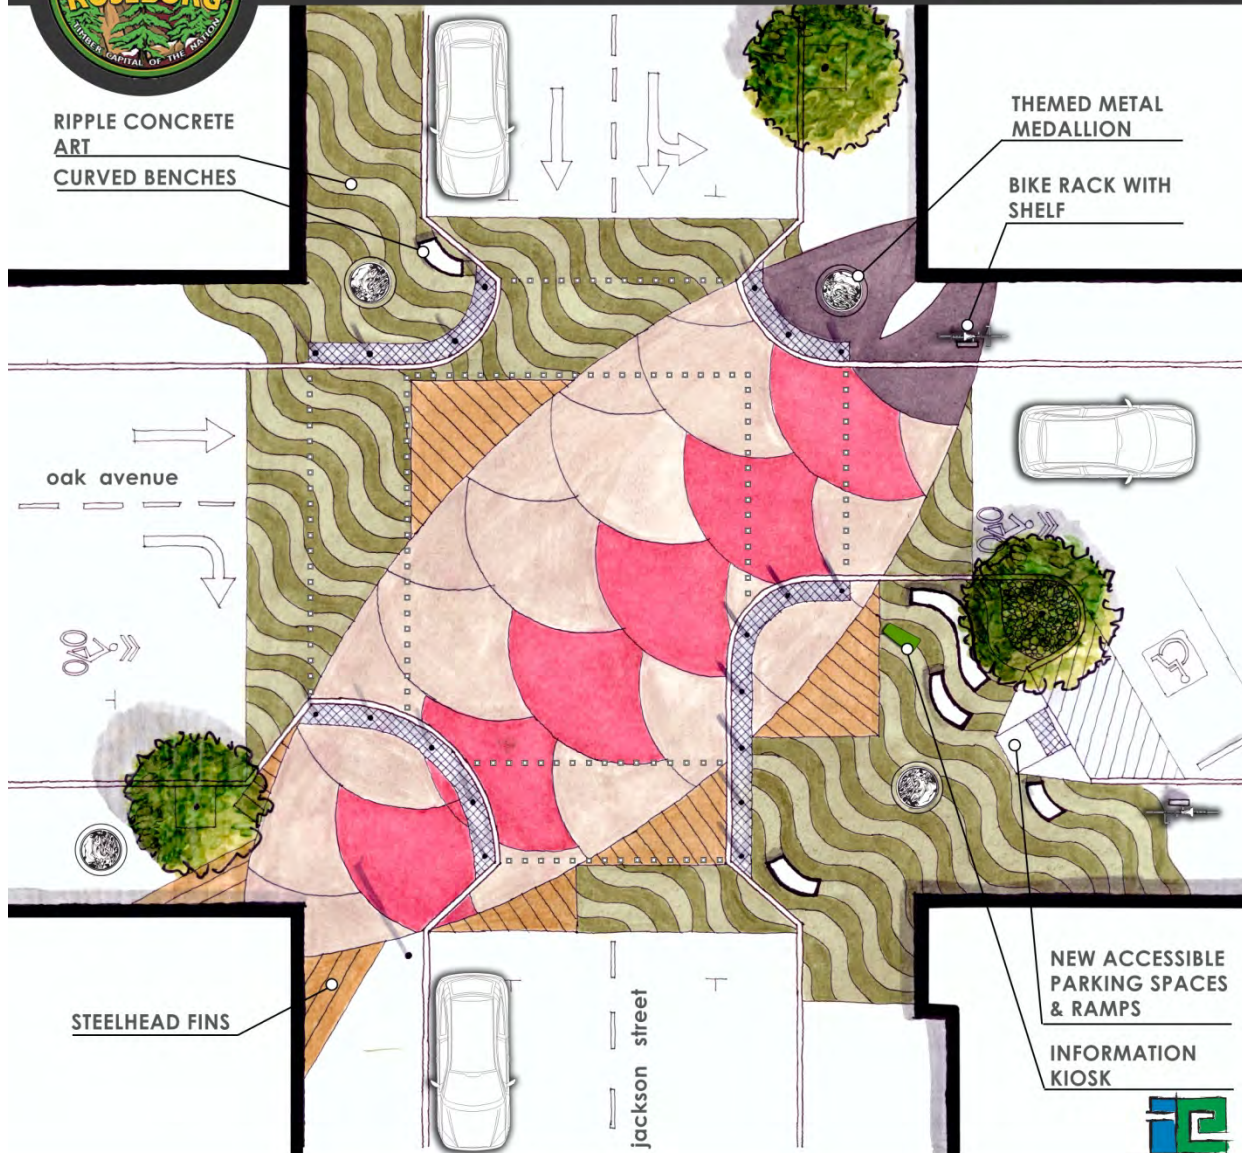 ROSEBURG
TIMBER CAPITAL OF THE NATION
RIPPLE CONCRETE
ART
CURVED BENCHES
THEMED METAL
MEDALLION
BIKE RACK WITH
SHELF
oak avenue
STEELHEAD FINS
jackson street
NEW ACCESSIBLE
PARKING SPACES
& RAMPS
INFORMATION
KIOSK